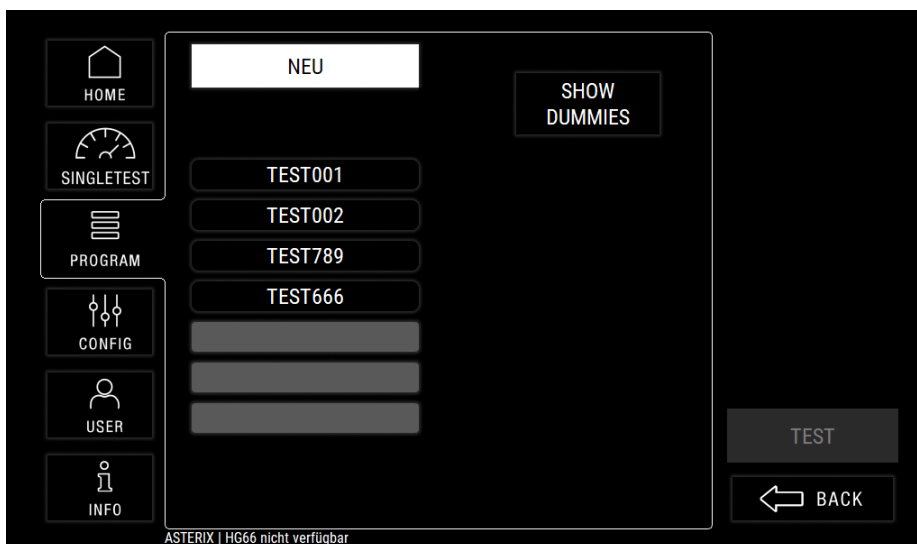 HOME
SINGLETEST
PROGRAM
CONFIG
USER
INFO
NEU
SHOW
DUMMIES
TEST001
TEST002
TEST789
TEST666
TEST
BACK
ASTERIX | HG66 nicht verfügbar